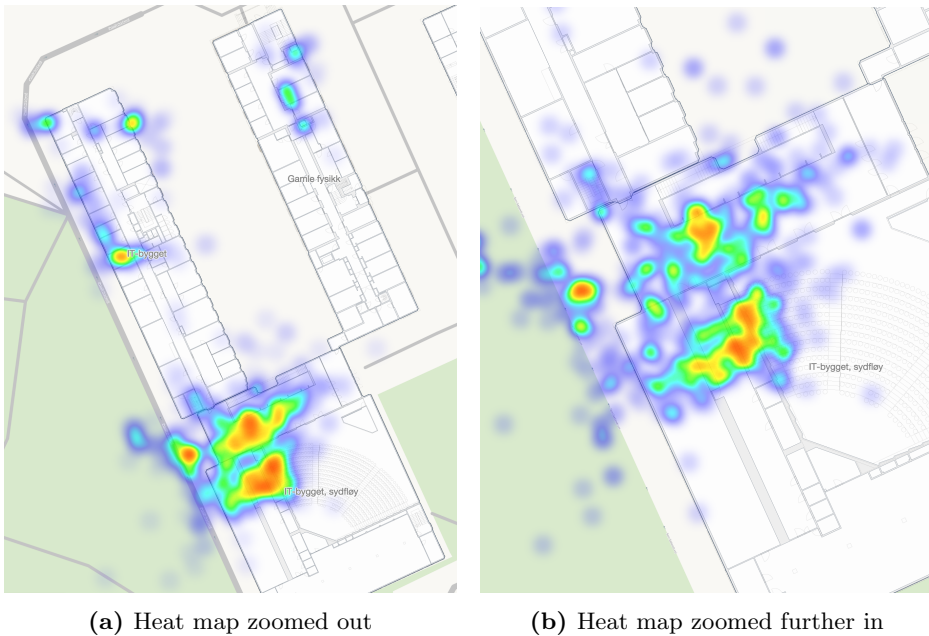 Gamle fysikk
IT-bygget
IT-bygget, sydfløy
IT-bygget, sydfløy
(a) Heat map zoomed out
(b) Heat map zoomed further in